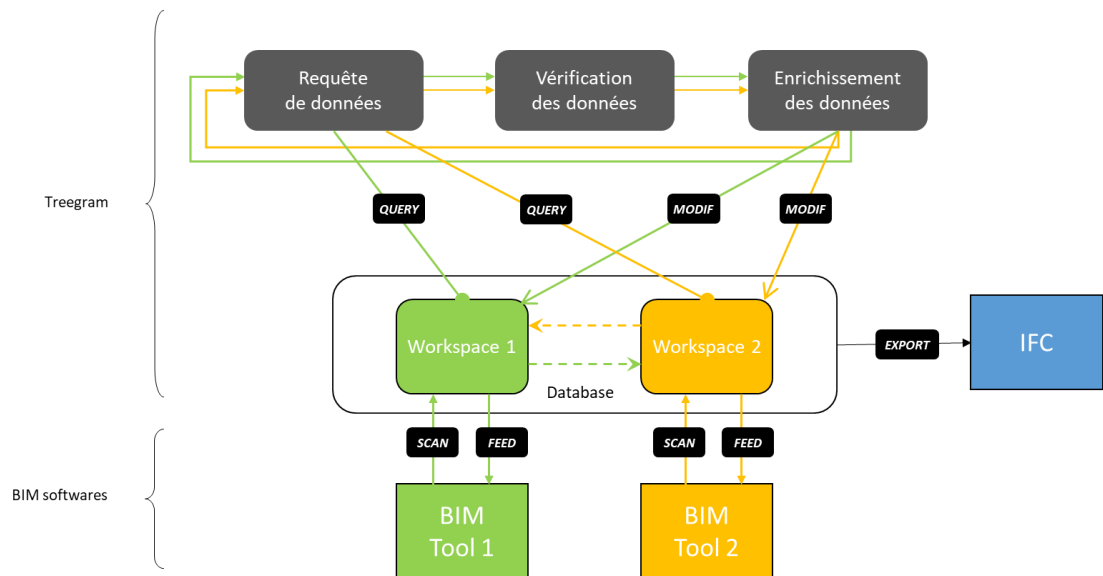 Requête
de données
Vérification
des données
Enrichissement
des données
Treegram
QUERY
QUERY
MODIF
MODIF
Workspace 1
Workspace 2
Database
EXPORT
IFC
SCAN
FEED
SCAN
FEED
BIM softwares
BIM
Tool 1
BIM
Tool 2